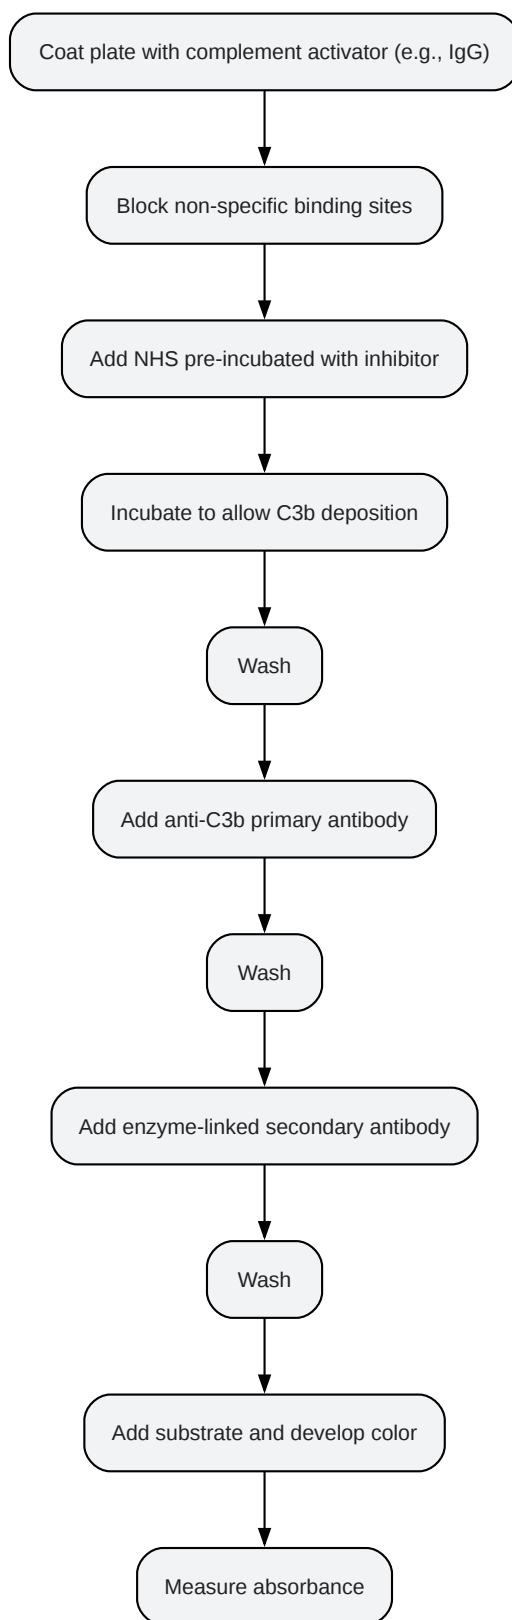 Coat plate with complement activator (e.g., IgG)
Block non-specific binding sites
Add NHS pre-incubated with inhibitor
Incubate to allow C3b deposition
Wash
Add anti-C3b primary antibody
Wash
Add enzyme-linked secondary antibody
Wash
Add substrate and develop color
Measure absorbance